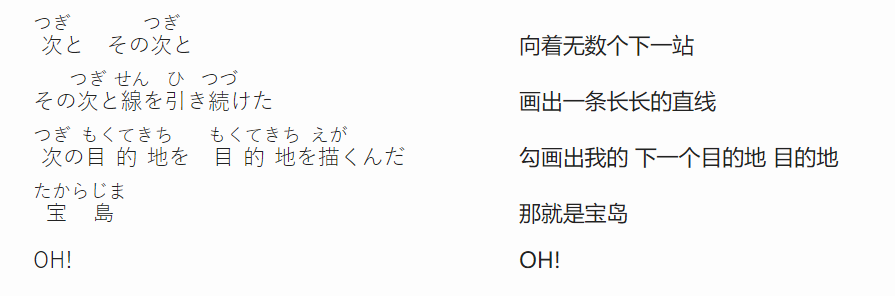 つぎ つぎ
次と その次と
向着无数个下一站
つぎ せん ひ つづ
その次と線を引き続けた
画出一条长长的直线
つぎ もくてきち もくてきち えが
次の目的地を 目的地を描くんだ
勾画出我的 下一个目的地 目的地
たからじま
宝島
那就是宝岛
OH!
OH!